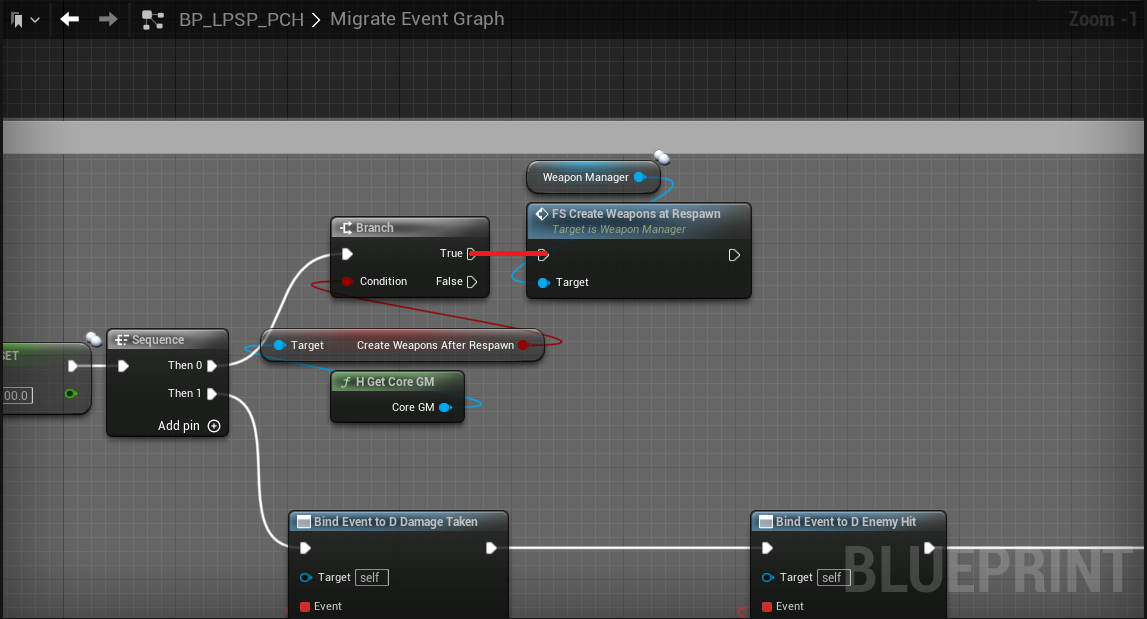 BP_LPSP_PCH > Migrate Event Graph
Zoom -1
Weapon Manager
FS Create Weapons at Respawn
Target is Weapon Manager
Target
Branch
True
Condition
False
Target
Create Weapons After Respawn
SET
00.0
Sequence
Then 0
Then 1
Add pin
H Get Core GM
Core GM
Bind Event to D Damage Taken
Target self
Event
Bind Event to D Enemy Hit
Target self
Event
BLUEPRINT